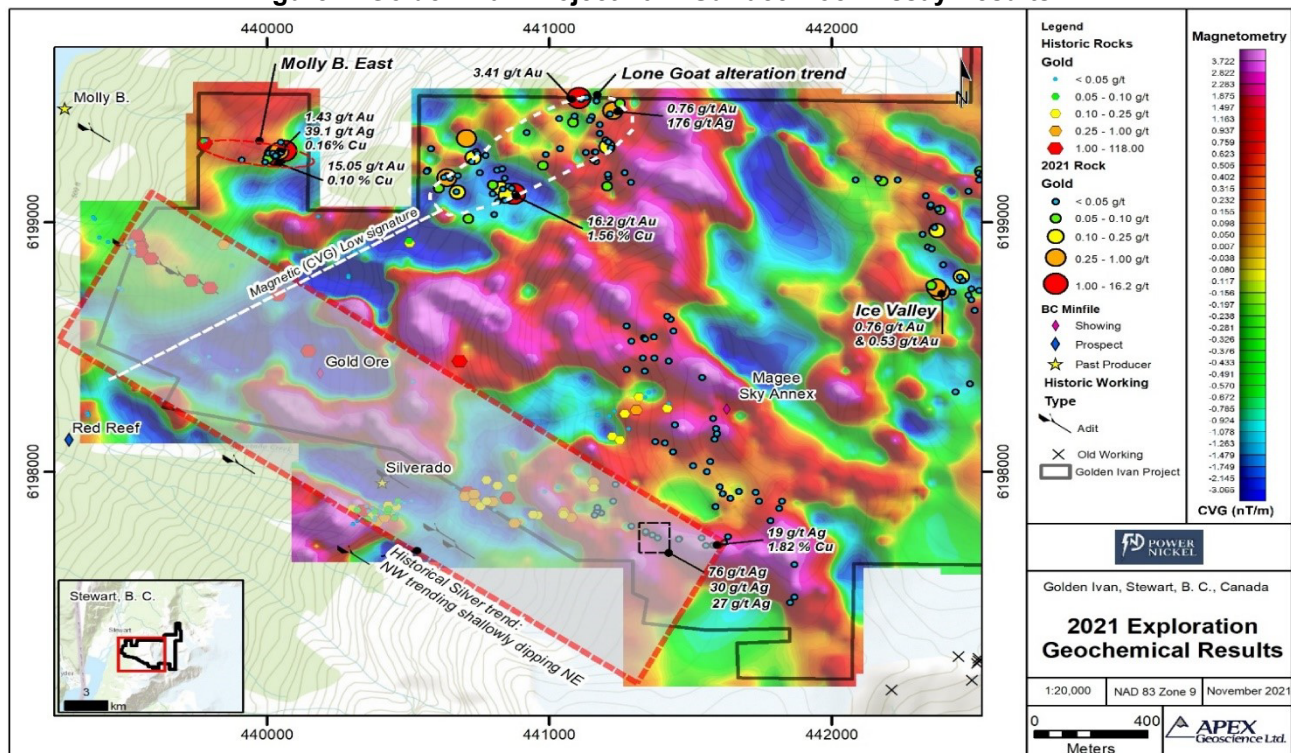 440000
441000
442000
Molly B. East
3.41 g/t Au
Lone Goat alteration trend
Molly B.
1.43 g/t Au
39.1 g/t Ag
0.16% Cu
0.76 g/t Au
176 g/t Ag
15.05 g/t Au
0.10 % Cu
N
6199000
6199000
16.2 g/t Au
1.56 % Cu
Magnetic (CVG) Low signature
Ice Valley
0.76 g/t Au
& 0.53 g/t Au
Gold Ore
Magee
Sky Annex
Red Reef
6198000
6198000
Silverado
19 g/t Ag
1.82 % Cu
76 g/t Ag
30 g/t Ag
27 g/t Ag
Historical Silver trend:
NW trending shallowly dipping NE
Stewart, B. C.
Stewart
3
km
440000
441000
442000
Legend
Historic Rocks
Gold
< 0.05 g/t
0.05 - 0.10 g/t
0.10 - 0.25 g/t
0.25 - 1.00 g/t
1.00 - 118.00
2021 Rock
Gold
<0.05 g/t
0.05 - 0.10 g/t
0.10 - 0.25 g/t
0.25 - 1.00 g/t
1.00 - 16.2 g/t
BC Minfile
Showing
Prospect
Past Producer
Historic Working
Type
Adit
Old Working
Golden Ivan Project
Magnetometry
3.722
2.622
2.283
1.875
1.497
1.163
0.937
0.759
0.623
0.505
0.402
0.315
0.232
0.155
0.098
0.050
0.007
-0.038
-0.080
-0.117
-0.156
-0.197
-0.238
-0.281
-0.326
-0.376
-0.433
-0.491
-0.570
-0.672
-0.785
-0.924
-1.078
-1.263
-1.479
-1.749
-2.145
-3.065
CVG (nT/m)
POWER
NICKEL
Golden Ivan, Stewart, B. C., Canada
2021 Exploration
Geochemical Results
1:20,000
NAD 83 Zone 9
November 2021
0
400
Meters
APEX
Geoscience Ltd.